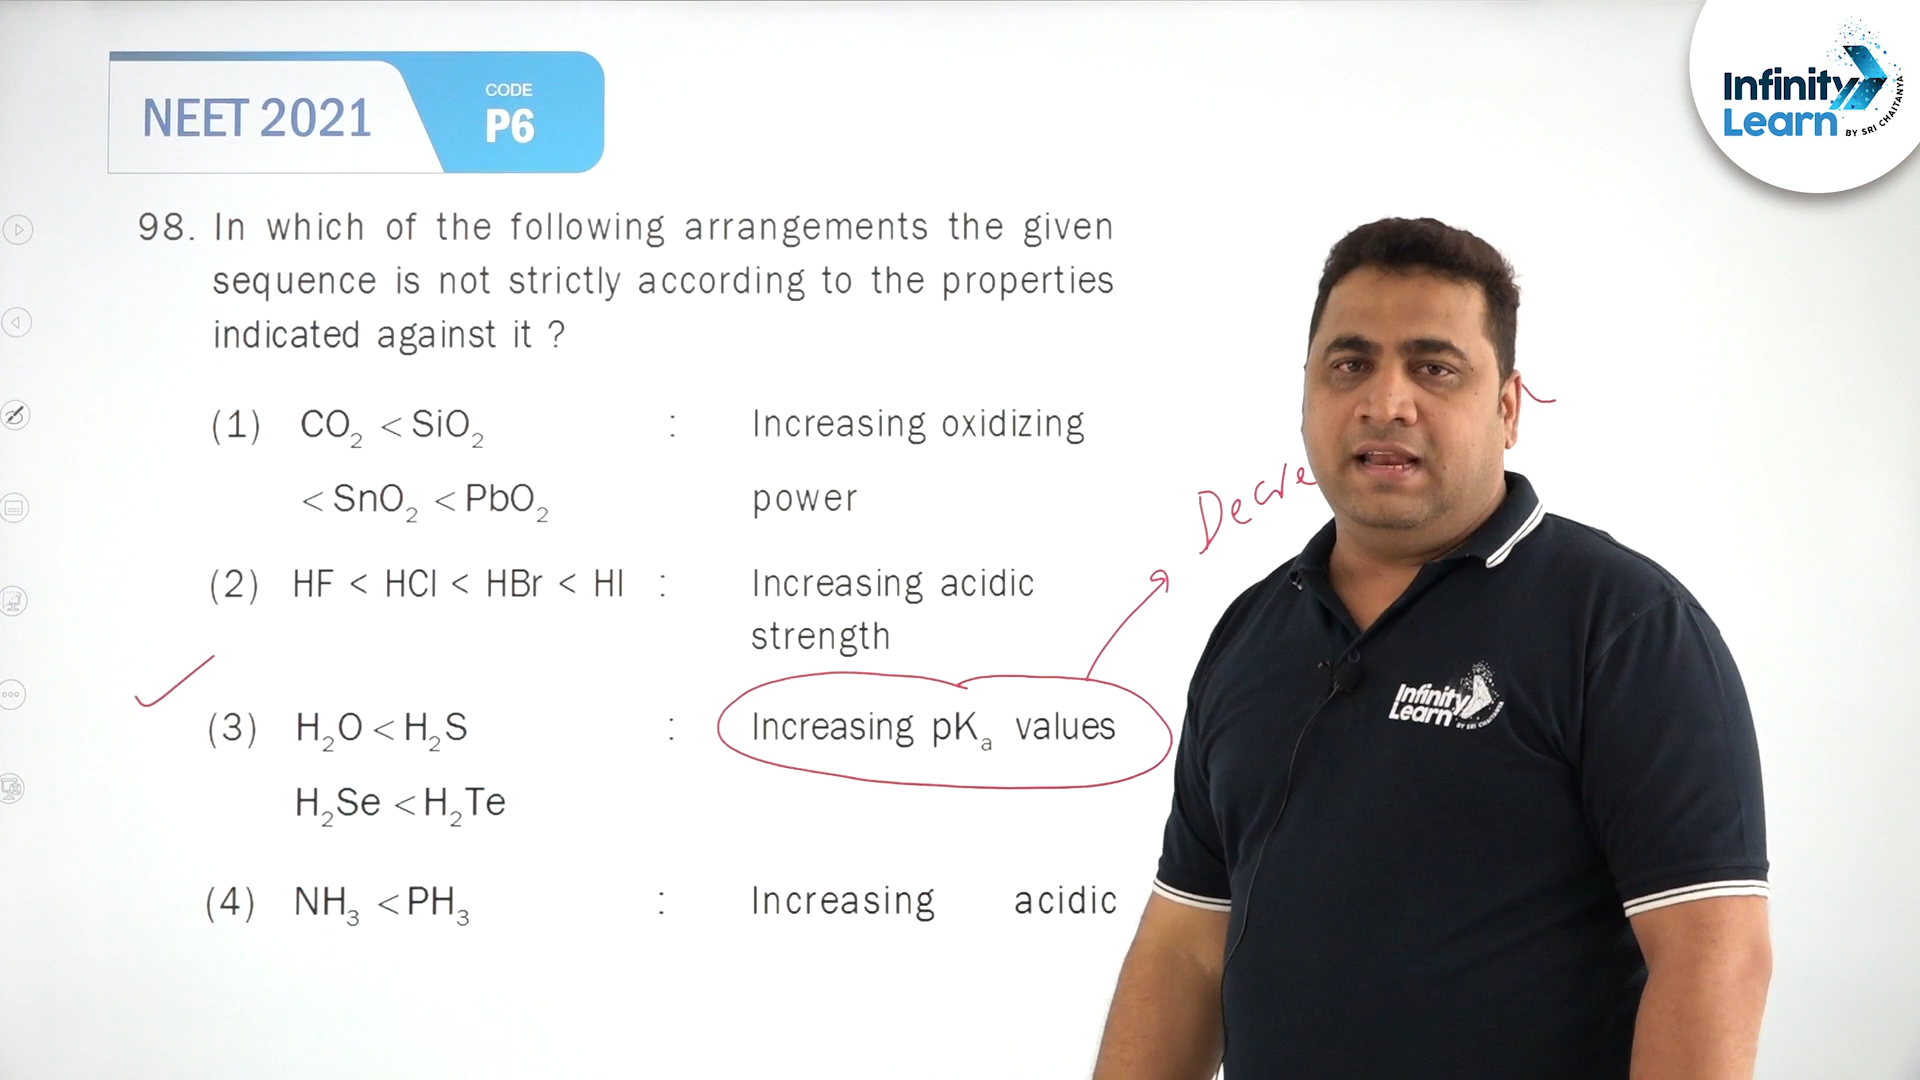 NEET 2021
CODE
P6
Infinity
Learn
BY SRI CHAITANYA
98. In which of the following arrangements the given
sequence is not strictly according to the properties
indicated against it ?
(1) CO₂ < SiO₂ : Increasing oxidizing
< SnO₂ < PbO₂ power
(2) HF < HCl < HBr < HI : Increasing acidic
strength
(3) H₂O < H₂S : Increasing pKₐ values
H₂Se < H₂Te
(4) NH₃ < PH₃ : Increasing acidic
Infinity
Learn
BY SRI CHAITANYA